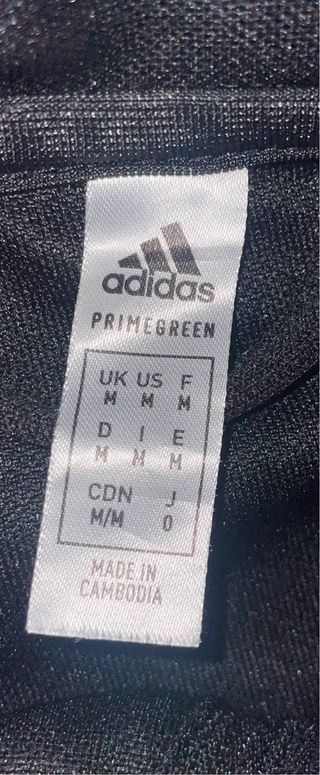 adidas
PRIMEGREEN
UK US F
M M M
D I E
M M M
CDN J
M/M O
MADE IN
CAMBODIA